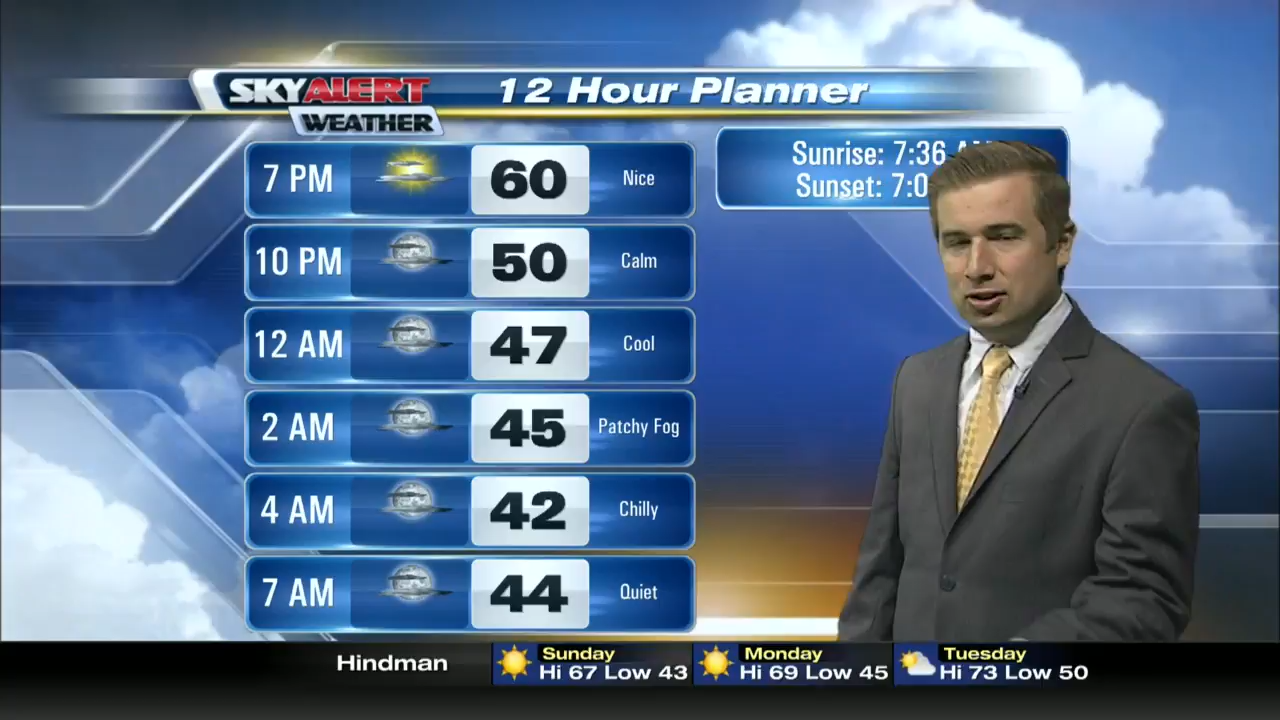 SKYALERT
WEATHER
12 Hour Planner
7 PM 60 Nice
10 PM 50 Calm
12 AM 47 Cool
2 AM 45 Patchy Fog
4 AM 42 Chilly
7 AM 44 Quiet
Sunrise: 7:36
Sunset:
Hindman
Sunday
Hi 67 Low 43
Monday
Hi 69 Low 45
Tuesday
Hi 73 Low 50